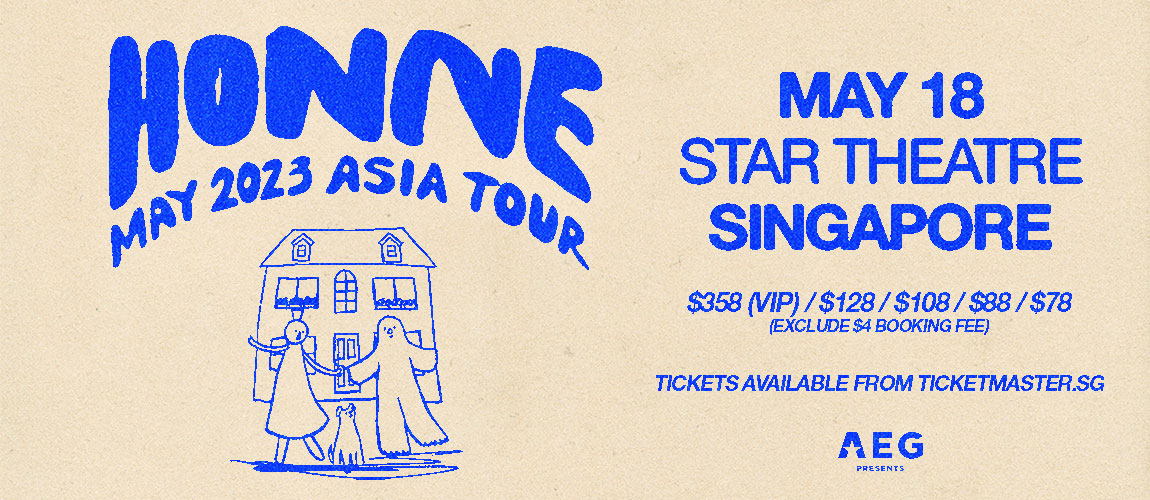 HONNE
MAY 2023 ASIA TOUR
MAY 18
STAR THEATRE
SINGAPORE
$358 (VIP) / $128 / $108 / $88 / $78
(EXCLUDE $4 BOOKING FEE)
TICKETS AVAILABLE FROM TICKETMASTER.SG
AEG
PRESENTS